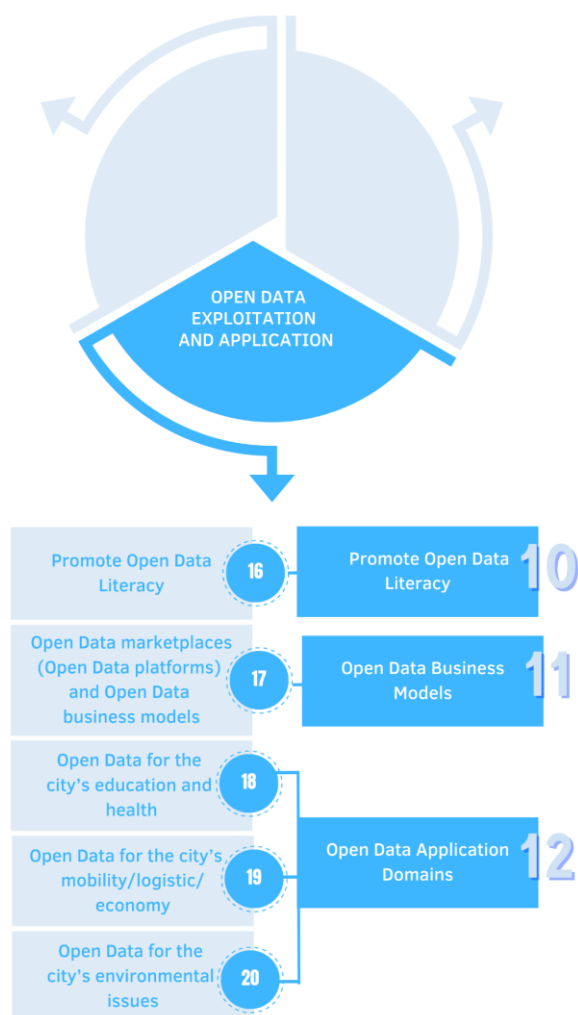 OPEN DATA
EXPLOITATION
AND APPLICATION
Promote Open Data
Literacy
16
Promote Open Data
Literacy
10
Open Data marketplaces
(Open Data platforms)
and Open Data
business models
17
Open Data Business
Models
11
Open Data for the
city's education and
health
18
Open Data for the city's
mobility/logistic/
economy
19
Open Data Application
Domains
12
Open Data for the
city's environmental
issues
20